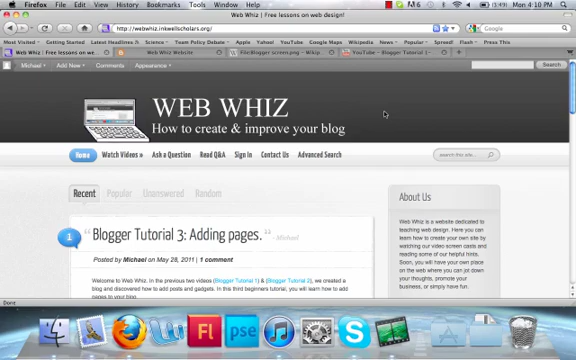 Firefox File Edit View History Bookmarks Tools Window Help
Mon 4:10 PM
Web Whiz | Free lessons on web design!
http://webwhiz.inkwellscholars.org/
Google
Most Visited Getting Started Latest Headlines Science Team Policy Debate Apple Yahoo! YouTube Google Maps Wikipedia News Popular Spread! Flash Press This
Web Whiz | Free lessons on we...
Web Whiz Website
File:Blogger screen.png - Wikip...
YouTube - Blogger Tutorial 1-...
Michael Add New Comments Appearance
Search
WEB WHIZ
How to create & improve your blog
Home Watch Videos » Ask a Question Read Q&A Sign In Contact Us Advanced Search
search this site...
Recent Popular Unanswered Random
About Us
1
Blogger Tutorial 3: Adding pages.
- Michael
Posted by Michael on May 28, 2011 | 1 comment
Welcome to Web Whiz. In the previous two videos (Blogger Tutorial 1) & (Blogger Tutorial 2), we created a
blog and discovered how to add posts and gadgets. In this third beginners tutorial, you will learn how to add
pages to your blog.
Web Whiz is a website dedicated to
teaching web design. Here you can
learn how to create your own site by
watching our video screen casts and
reading some of our helpful hints.
Soon, you will have your own place
on the web where you can jot down
your thoughts, promote your
business, or simply have fun.
Done
Fl
pse